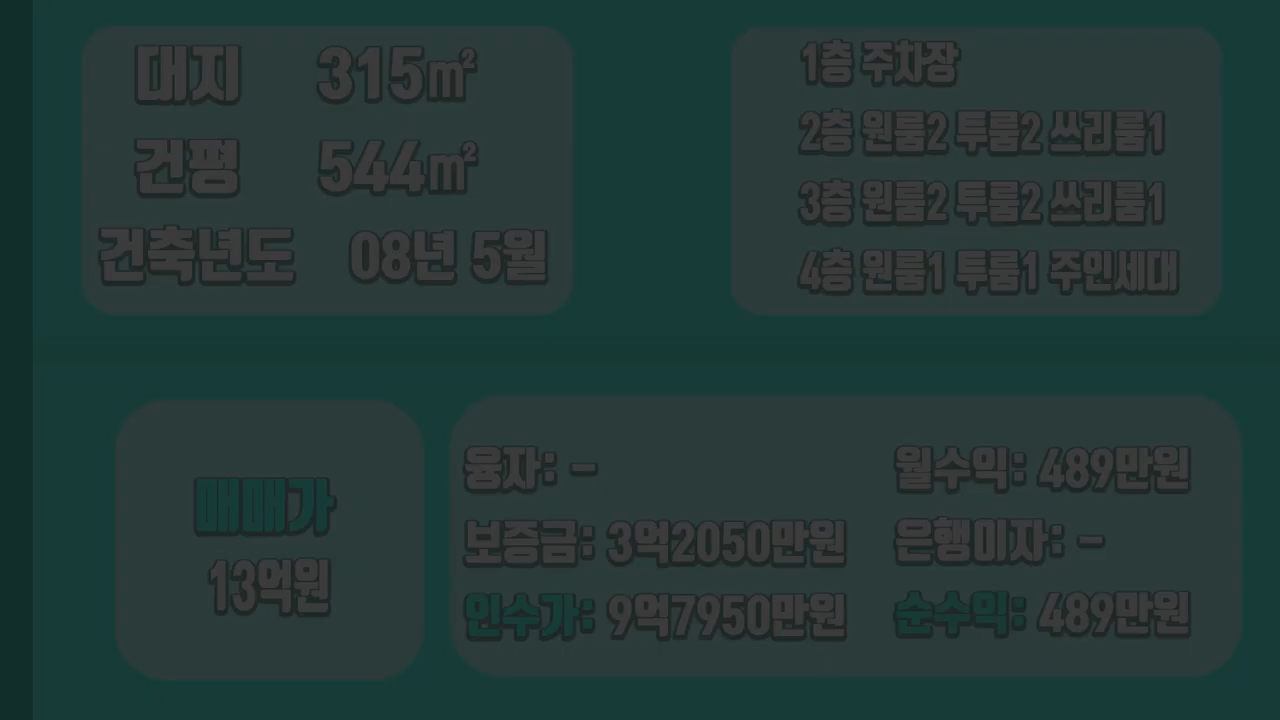 대지 315㎡
건평 544㎡
건축년도 08년 5월
1층 주차장
2층 원룸2 투룸2 쓰리룸1
3층 원룸2 투룸2 쓰리룸1
4층 원룸1 투룸1 주인세대
매매가
13억원
융자: -
보증금: 3억2050만원
인수가: 9억7950만원
월수익: 489만원
은행이자: -
순수익: 489만원